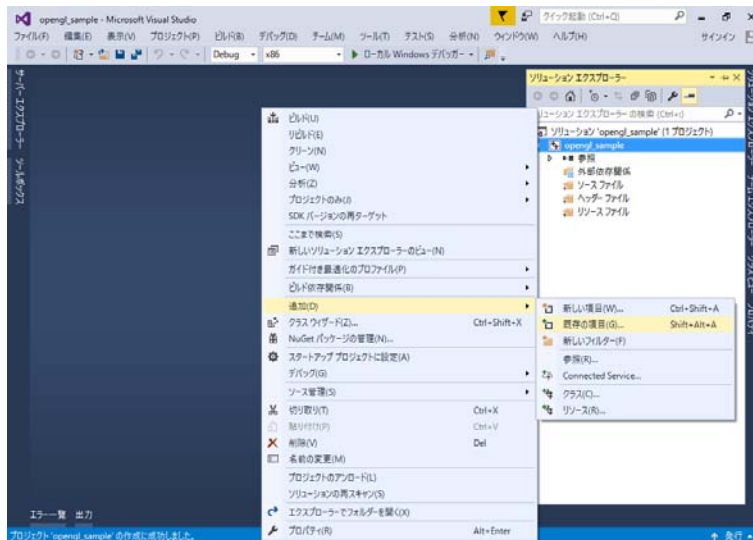 opengl_sample - Microsoft Visual Studio
クイック起動 (Ctrl+Q)
ファイル(F) 編集(E) 表示(V) プロジェクト(P) ビルド(B) デバッグ(D) チーム(M) ツール(T) テスト(S) 分析(N) ウィンドウ(W) ヘルプ(H) サインイン
Debug x86 ローカル Windows デバッガー
サーバー エクスプローラー
ツールボックス
ソリューション エクスプローラー
ソリューション エクスプローラー の検索 (Ctrl+;)
ソリューション 'opengl_sample' (1 プロジェクト)
opengl_sample
参照
外部依存関係
ソース ファイル
ヘッダー ファイル
リソース ファイル
ビルド(U)
リビルド(E)
クリーン(N)
ビュー(W)
分析(Z)
プロジェクトのみ(J)
SDK バージョンの再ターゲット
ここまで検索(S)
新しいソリューション エクスプローラーのビュー(N)
ガイド付き最適化のプロファイル(P)
ビルド依存関係(B)
追加(D)
クラス ウィザード(Z)... Ctrl+Shift+X
NuGet パッケージの管理(N)...
スタートアップ プロジェクトに設定(A)
デバッグ(G)
ソース管理(S)
切り取り(T) Ctrl+X
貼り付け(P) Ctrl+V
削除(V) Del
名前の変更(M)
プロジェクトのアンロード(L)
ソリューションの再スキャン(S)
エクスプローラーでフォルダーを開く(X)
プロパティ(R) Alt+Enter
新しい項目(W)... Ctrl+Shift+A
既存の項目(G)... Shift+Alt+A
新しいフィルター(F)
参照(R)...
Connected Service...
クラス(C)...
リソース(R)...
エラー一覧 出力
プロジェクト 'opengl_sample' の作成に成功しました。
発行